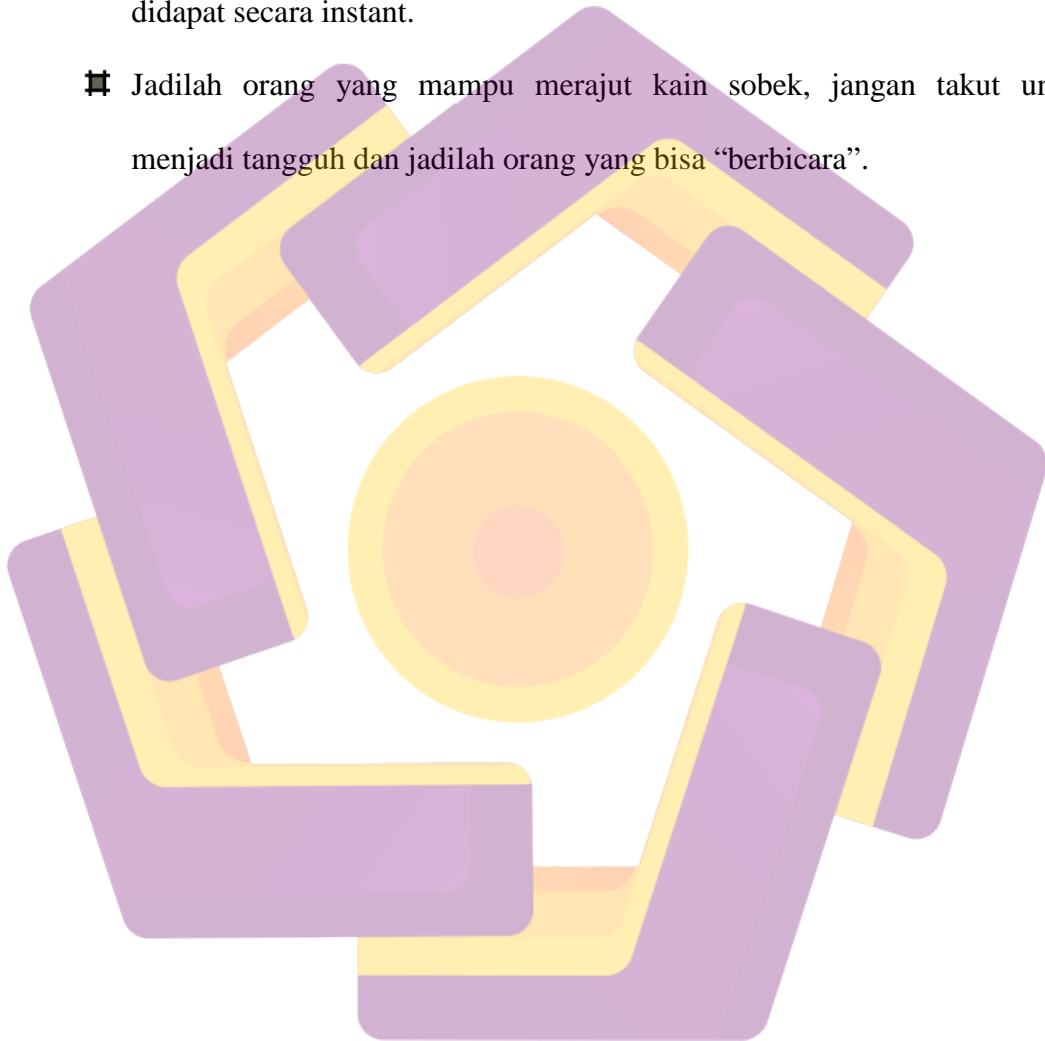 didapat secara instant.
Jadilah orang yang mampu merajut kain sobek, jangan takut un
menjadi tangguh dan jadilah orang yang bisa “berbicara”.